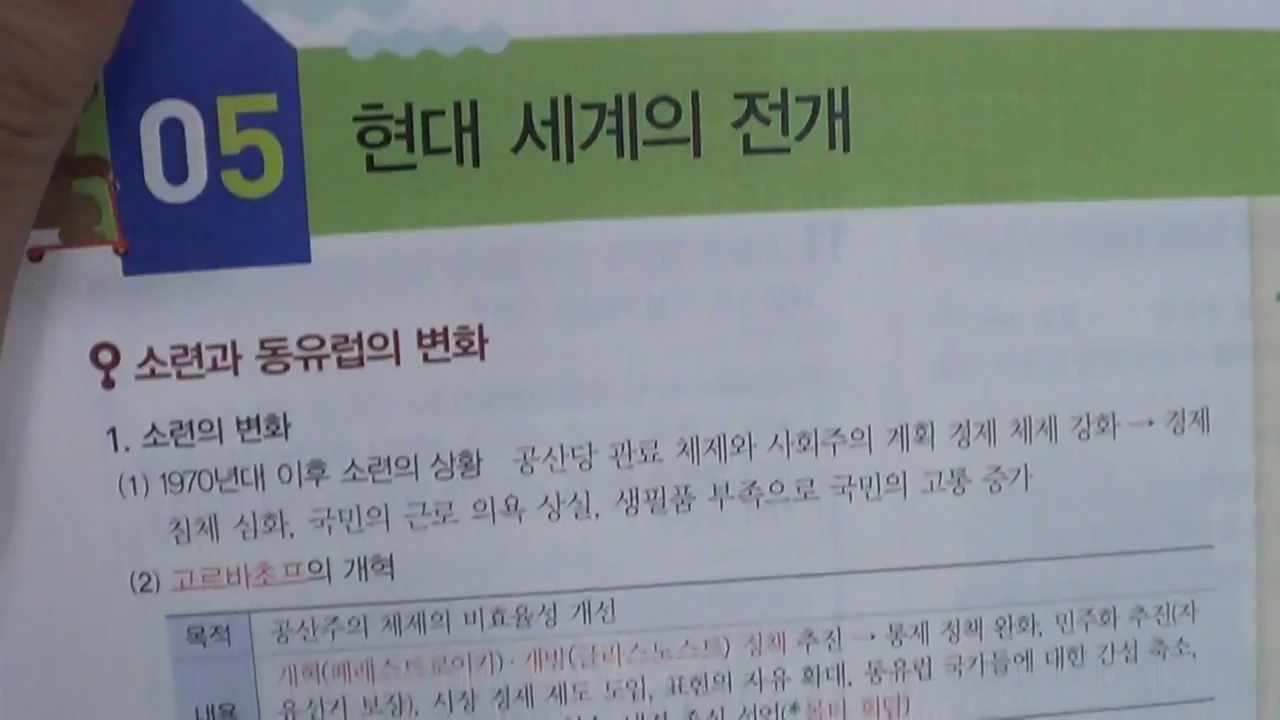 05 현대 세계의 전개
소련과 동유럽의 변화
1. 소련의 변화
(1) 1970년대 이후 소련의 상황 공산당 관료 체제와 사회주의 계획 경제 체제 강화 → 경제
침체 심화, 국민의 근로 의욕 상실, 생필품 부족으로 국민의 고통 증가
(2) 고르바초프의 개혁
목적 공산주의 체제의 비효율성 개선
개혁(페레스트로이카)·개방(글라스노스트) 정책 추진 → 통제 정책 완화, 민주화 추진(자
내용 유선거 보장), 시장 경제 제도 도입, 표현의 자유 확대, 동유럽 국가들에 대한 간섭 축소,
선언(*몰타 회담)